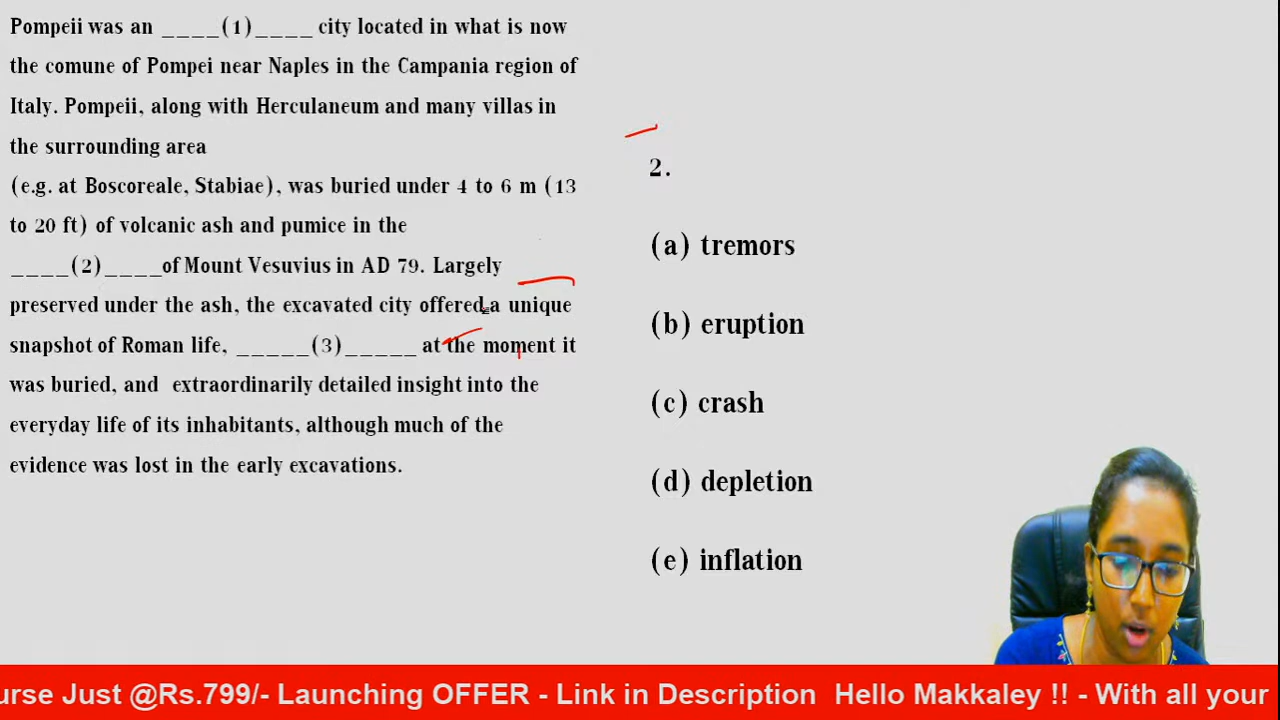 Pompeii was an ____(1)____ city located in what is now
the comune of Pompei near Naples in the Campania region of
Italy. Pompeii, along with Herculaneum and many villas in
the surrounding area
(e.g. at Boscoreale, Stabiae), was buried under 4 to 6 m (13
to 20 ft) of volcanic ash and pumice in the
____(2)____of Mount Vesuvius in AD 79. Largely
preserved under the ash, the excavated city offered a unique
snapshot of Roman life, _____(3)_____ at the moment it
was buried, and extraordinarily detailed insight into the
everyday life of its inhabitants, although much of the
evidence was lost in the early excavations.
2.
(a) tremors
(b) eruption
(c) crash
(d) depletion
(e) inflation
urse Just @Rs.799/- Launching OFFER - Link in Description Hello Makkaley !! - With all your